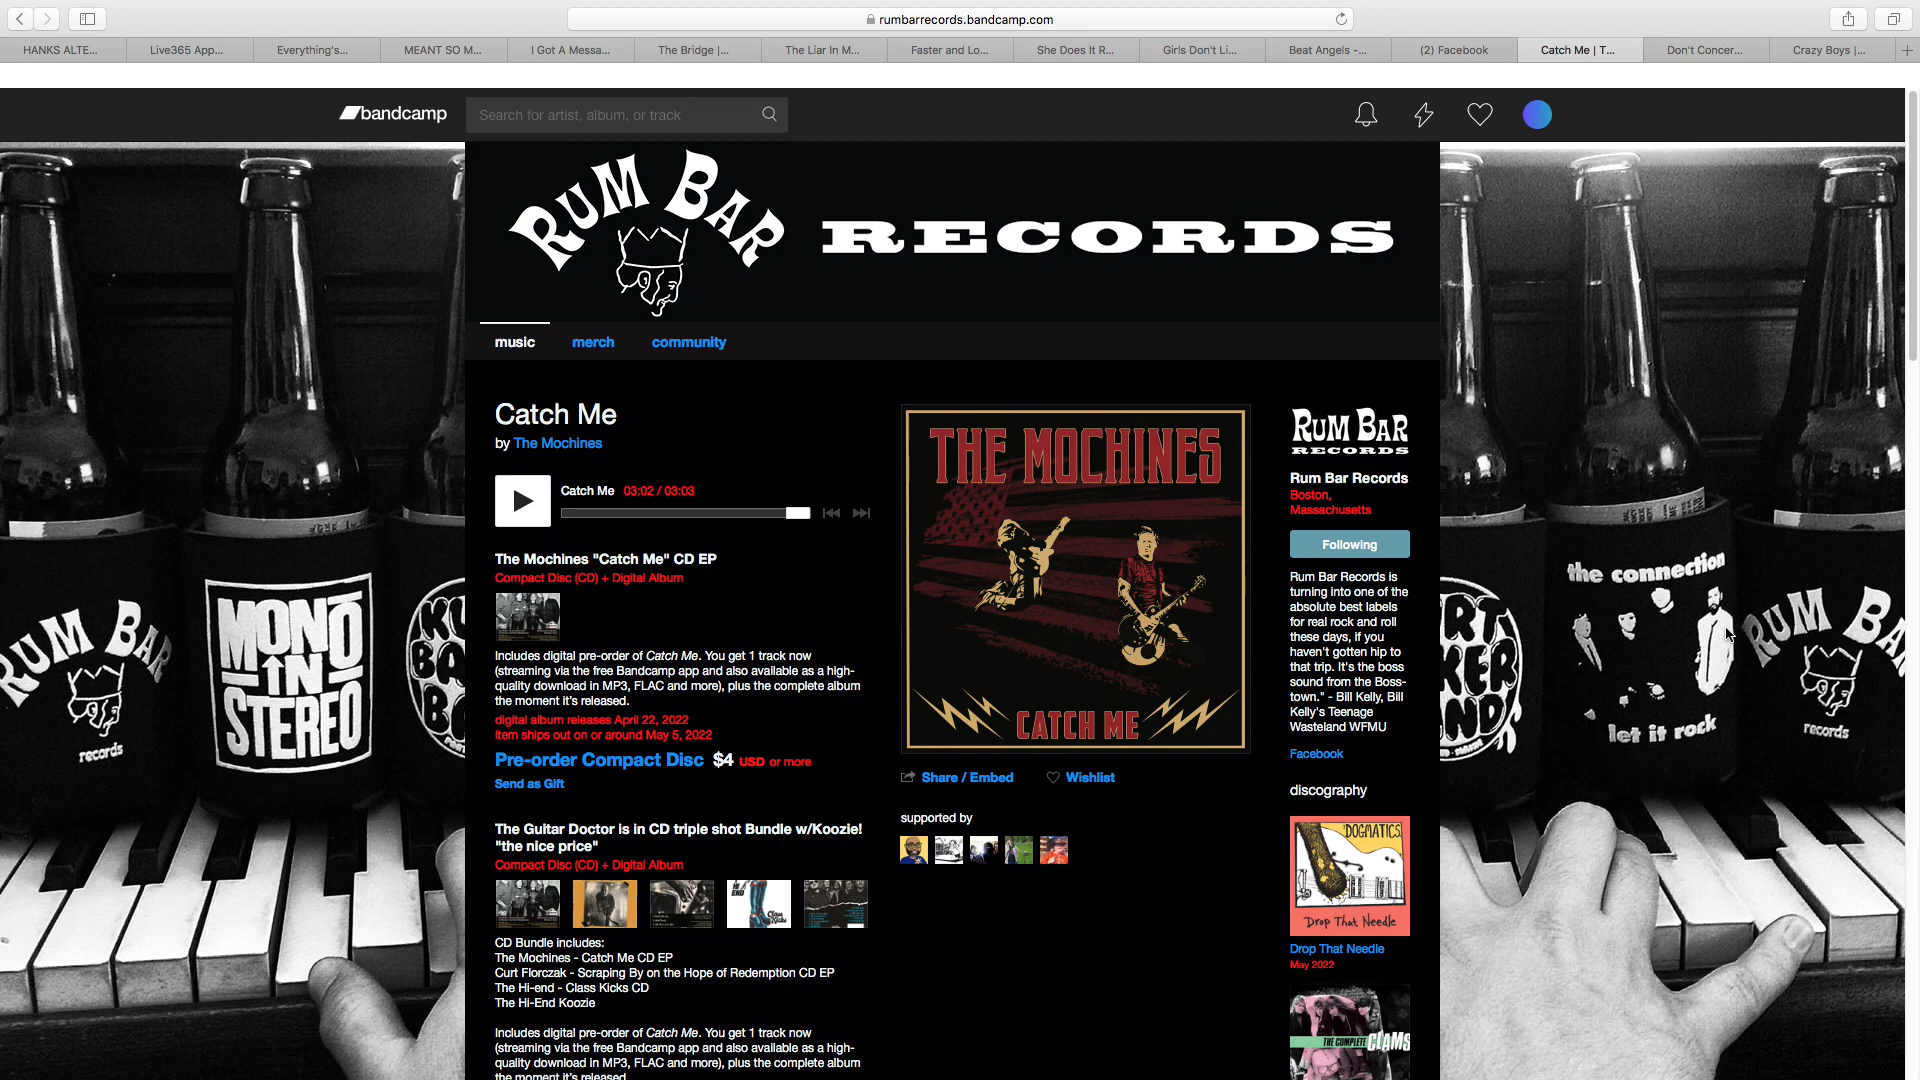 rumbarrecords.bandcamp.com
HANKS ALTE...
Live365 App...
Everything's...
MEANT SO M...
I Got A Messa...
The Bridge |...
The Liar In M...
Faster and Lo...
She Does It R...
Girls Don't Li...
Beat Angels -...
(2) Facebook
Catch Me | T...
Don't Concer...
Crazy Boys |...
bandcamp
Search for artist, album, or track
RUM BAR
RECORDS
music
merch
community
Catch Me
by The Mochines
Catch Me 03:02 / 03:03
The Mochines "Catch Me" CD EP
Compact Disc (CD) + Digital Album
Includes digital pre-order of Catch Me. You get 1 track now
(streaming via the free Bandcamp app and also available as a high-
quality download in MP3, FLAC and more), plus the complete album
the moment it's released.
digital album releases April 22, 2022
Item ships out on or around May 5, 2022
Pre-order Compact Disc $4 USD or more
Send as Gift
The Guitar Doctor is in CD triple shot Bundle w/Koozie!
"the nice price"
Compact Disc (CD) + Digital Album
HI END
Class
Kicks
CD Bundle includes:
The Mochines - Catch Me CD EP
Curt Florczak - Scraping By on the Hope of Redemption CD EP
The Hi-end - Class Kicks CD
The Hi-End Koozie
Includes digital pre-order of Catch Me. You get 1 track now
(streaming via the free Bandcamp app and also available as a high-
quality download in MP3, FLAC and more), plus the complete album
the moment it's released.
THE MOCHINES
CATCH ME
Share / Embed
Wishlist
supported by
RUM BAR
RECORDS
Rum Bar Records
Boston,
Massachusetts
Following
Rum Bar Records is
turning into one of the
absolute best labels
for real rock and roll
these days, if you
haven't gotten hip to
that trip. It's the boss
sound from the Boss-
town." - Bill Kelly, Bill
Kelly's Teenage
Wasteland WFMU
Facebook
discography
DOGMATICS
Drop That Needle
Drop That Needle
May 2022
THE COMPLETE CLAMS
RUM BAR
records
MONO
IN
STEREO
the connection
let it rock
RUM BA
records